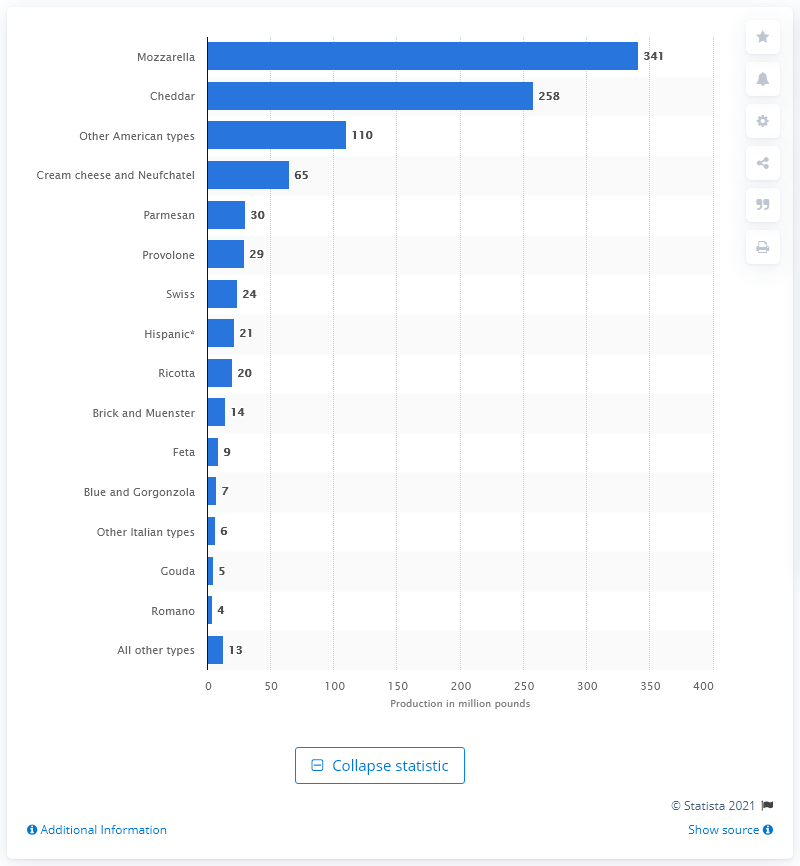 Mozzarella 341
Cheddar 258
Other American types 110
Cream cheese and Neufchatel 65
Parmesan 30
Provolone 29
Swiss 24
Hispanic* 21
Ricotta 20
Brick and Muenster 14
Feta 9
Blue and Gorgonzola 7
Other Italian types 6
Gouda 5
Romano 4
All other types 13
0 50 100 150 200 250 300 350 400
Production in million pounds
Collapse statistic
© Statista 2021
Additional Information Show source